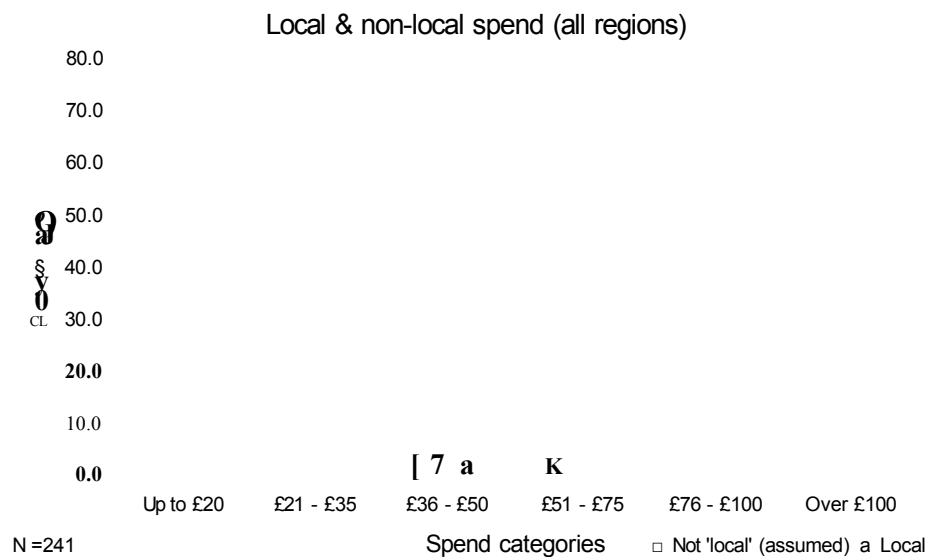 Local & non-local spend (all regions)
80.0
70.0
60.0
50.0
40.0
§
30.0
CL
20.0
10.0
0.0
[ 7 a K
Up to £20 £21 - £35 £36 - £50 £51 - £75 £76 - £100 Over £100
N =241 Spend categories □ Not 'local' (assumed) a Local